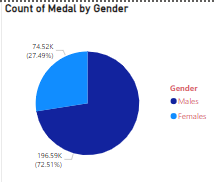 Count of Medal by Gender
74.52K
(27.49%)
Gender
Males
Females
196.59K
(72.51%)